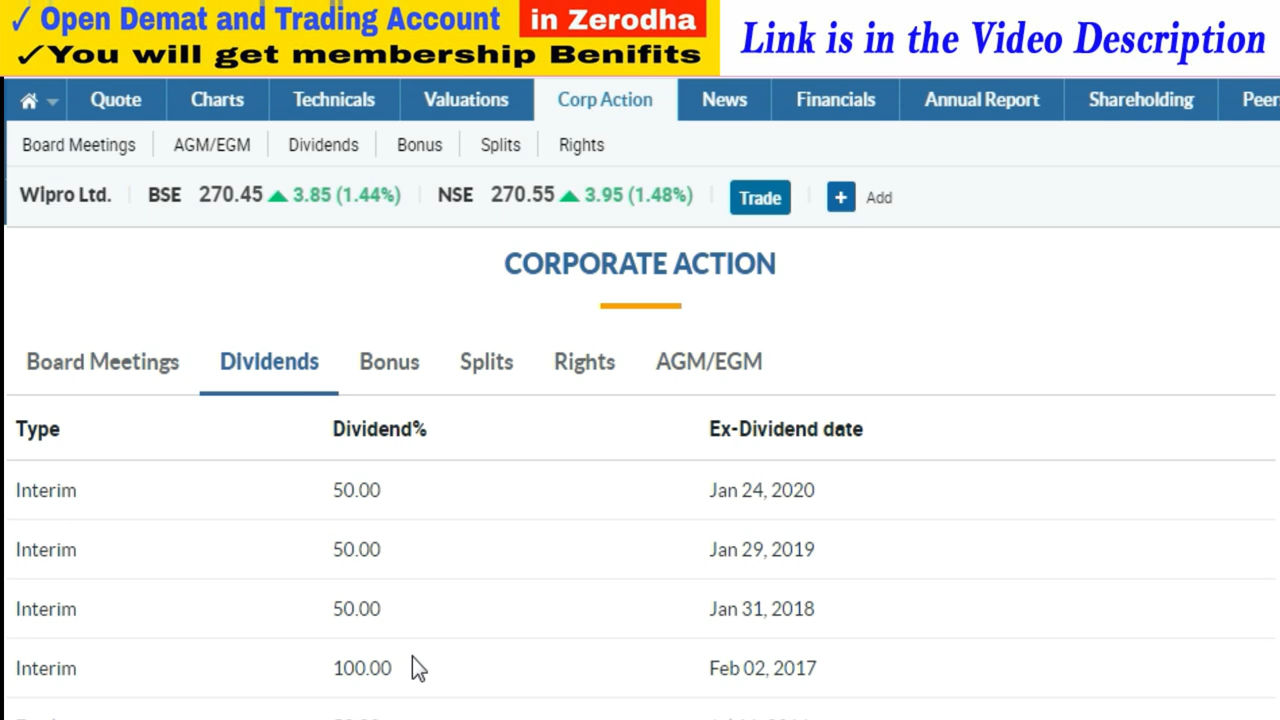 ✓ Open Demat and Trading Account in Zerodha
✓You will get membership Benifits
Link is in the Video Description
Quote Charts Technicals Valuations Corp Action News Financials Annual Report Shareholding Peer
Board Meetings AGM/EGM Dividends Bonus Splits Rights
Wipro Ltd. BSE 270.45 3.85 (1.44%) NSE 270.55 3.95 (1.48%) Trade + Add
CORPORATE ACTION
Board Meetings Dividends Bonus Splits Rights AGM/EGM
Type Dividend% Ex-Dividend date
Interim 50.00 Jan 24, 2020
Interim 50.00 Jan 29, 2019
Interim 50.00 Jan 31, 2018
Interim 100.00 Feb 02, 2017